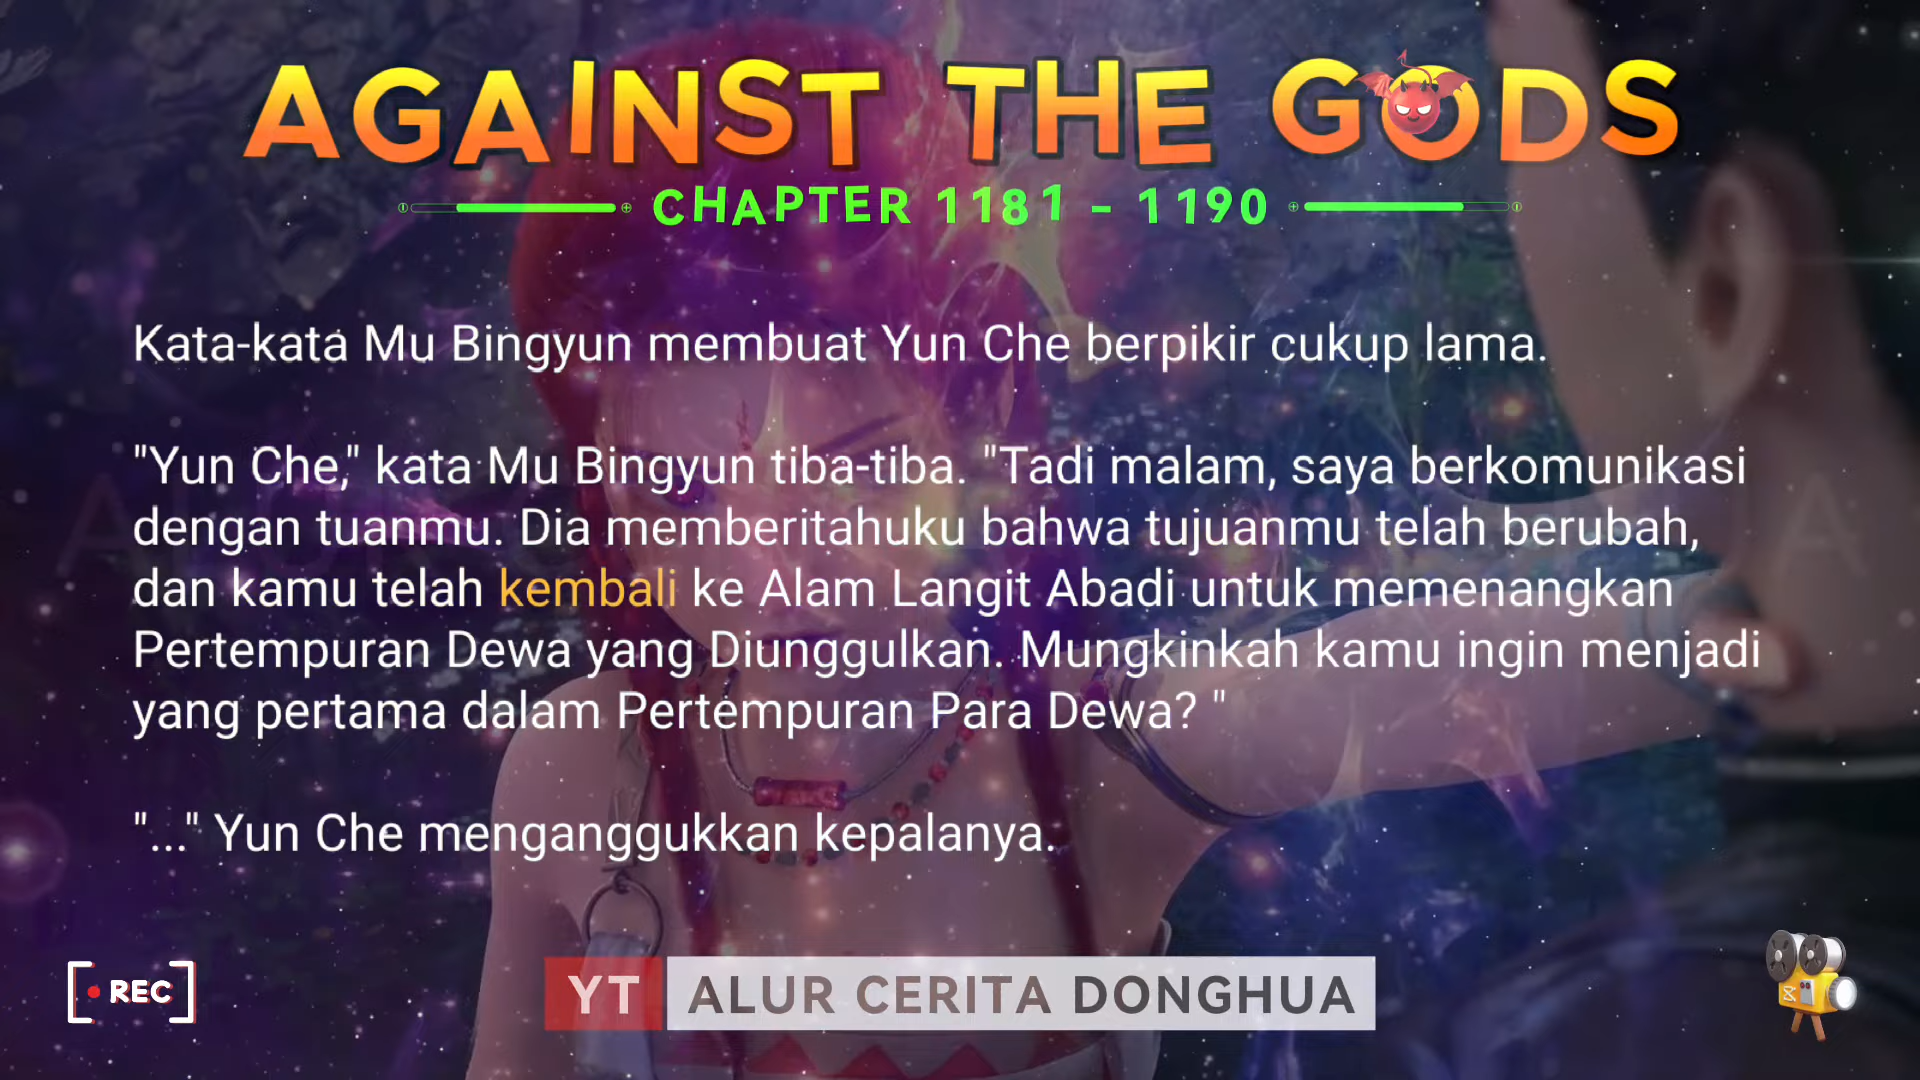 AGAINST THE GODS
CHAPTER 1181 - 1190
Kata-kata Mu Bingyun membuat Yun Che berpikir cukup lama.
"Yun Che," kata Mu Bingyun tiba-tiba. "Tadi malam, saya berkomunikasi
dengan tuanmu. Dia memberitahuku bahwa tujuanmu telah berubah,
dan kamu telah kembali ke Alam Langit Abadi untuk memenangkan
Pertempuran Dewa yang Diunggulkan. Mungkinkah kamu ingin menjadi
yang pertama dalam Pertempuran Para Dewa? "
"..." Yun Che menganggukkan kepalanya.
REC
YT ALUR CERITA DONGHUA